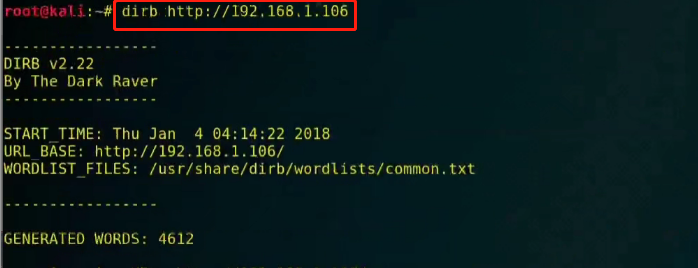 root@kali:~# dirb http://192.168.1.106
-----------------
DIRB v2.22
By The Dark Raver
-----------------
START_TIME: Thu Jan  4 04:14:22 2018
URL_BASE: http://192.168.1.106/
WORDLIST_FILES: /usr/share/dirb/wordlists/common.txt
-----------------
GENERATED WORDS: 4612